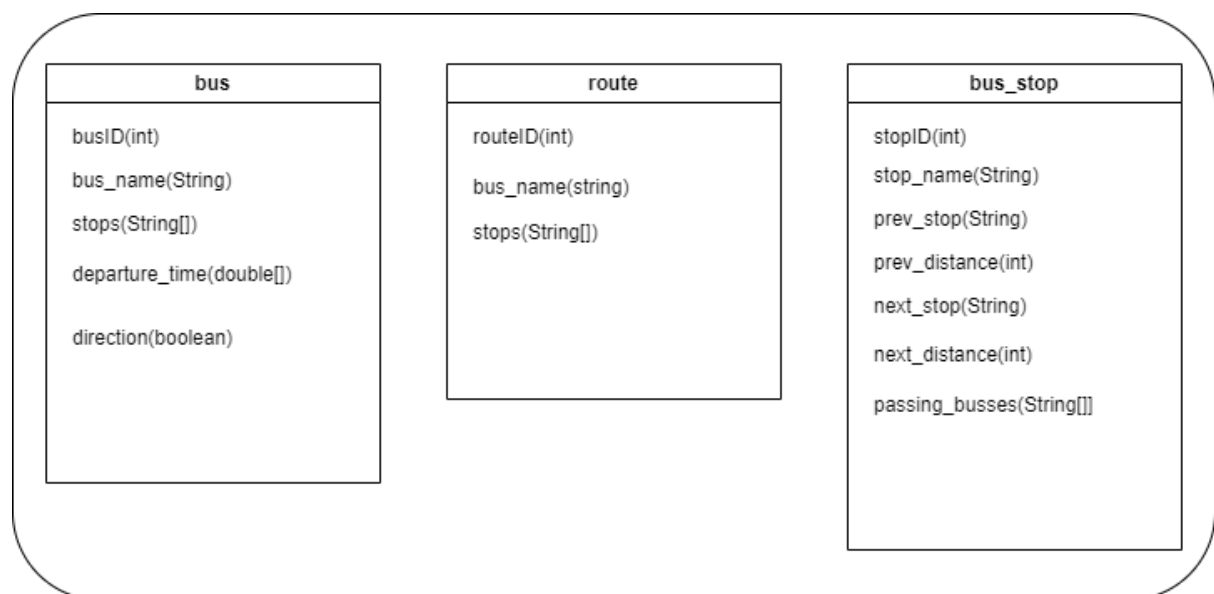 bus
busID(int)
bus_name(String)
stops(String[])
departure_time(double[])
direction(boolean)
route
routeID(int)
bus_name(string)
stops(String[])
bus_stop
stopID(int)
stop_name(String)
prev_stop(String)
prev_distance(int)
next_stop(String)
next_distance(int)
passing_busses(String[]]